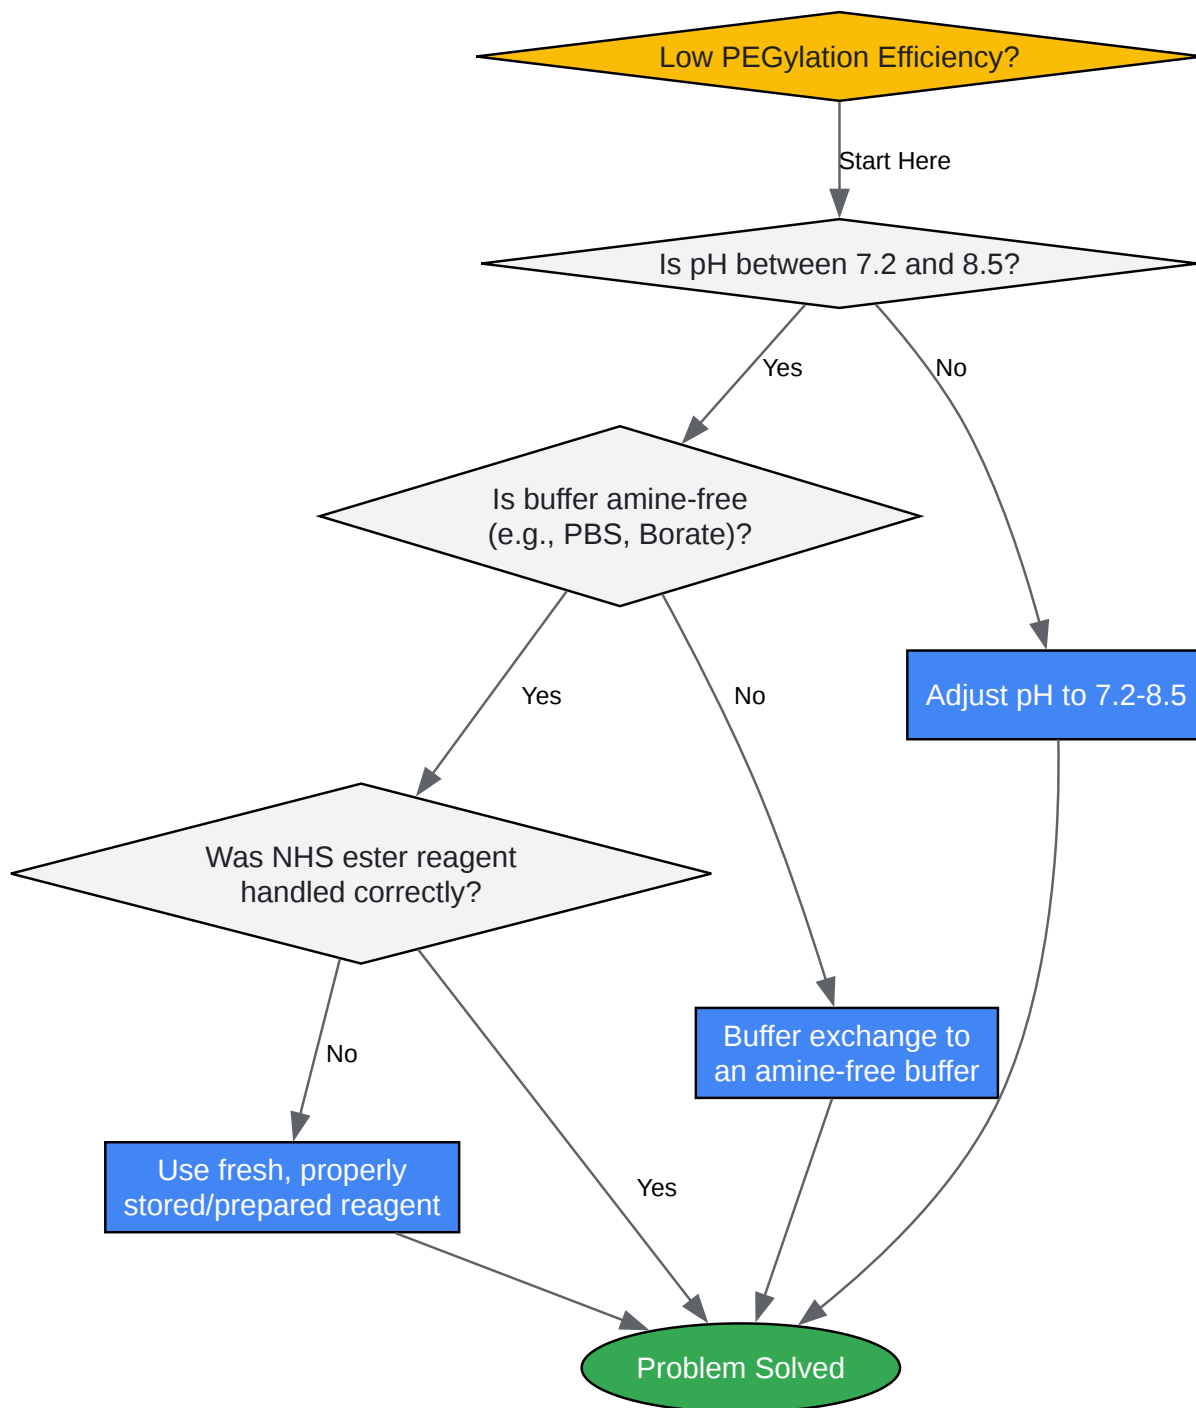 Low PEGylation Efficiency?
Start Here
Is pH between 7.2 and 8.5?
Yes
No
Is buffer amine-free
(e.g., PBS, Borate)?
Yes
No
Adjust pH to 7.2-8.5
Was NHS ester reagent
handled correctly?
No
Buffer exchange to
an amine-free buffer
Use fresh, properly
stored/prepared reagent
Yes
Problem Solved